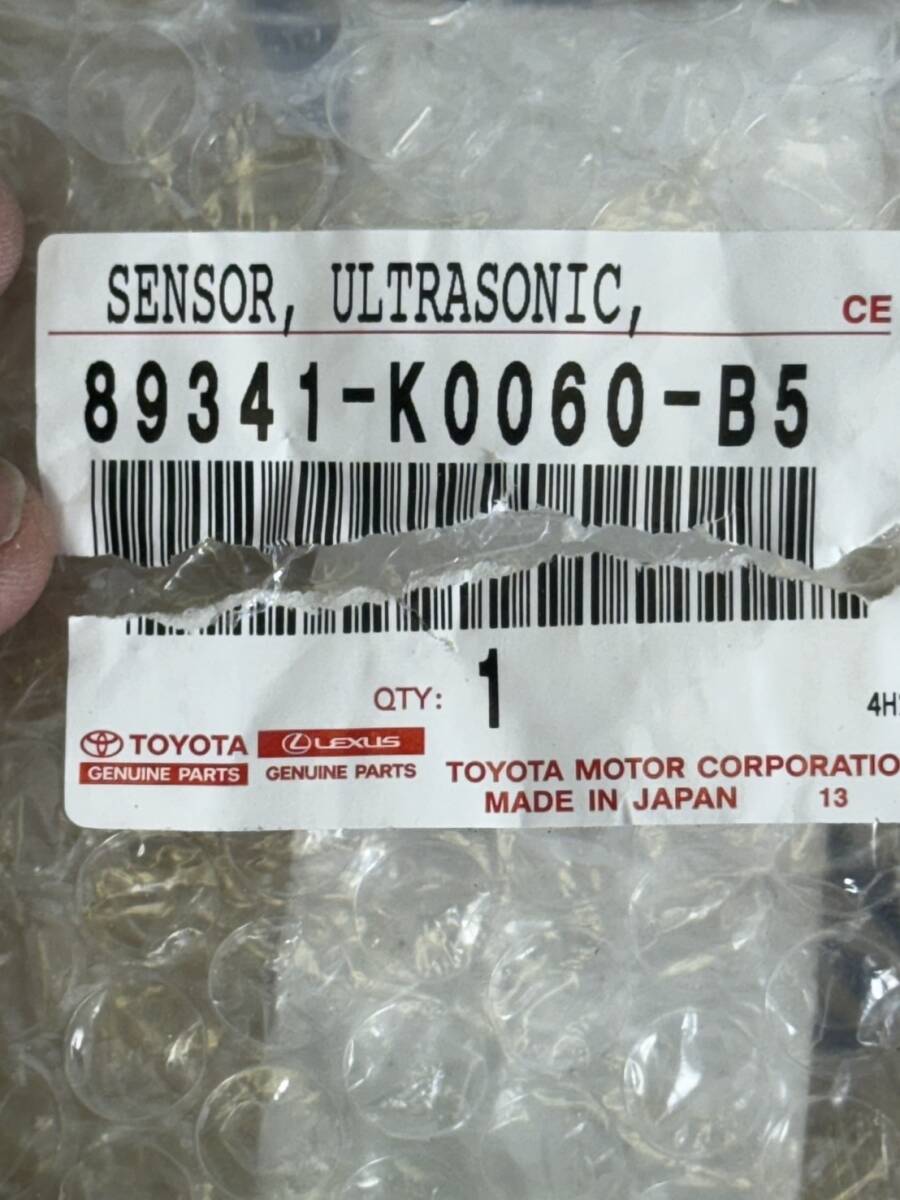 SENSOR, ULTRASONIC,
CE
89341-K0060-B5
QTY: 1
4H
TOYOTA LEXUS
GENUINE PARTS GENUINE PARTS
TOYOTA MOTOR CORPORATIO
MADE IN JAPAN 13